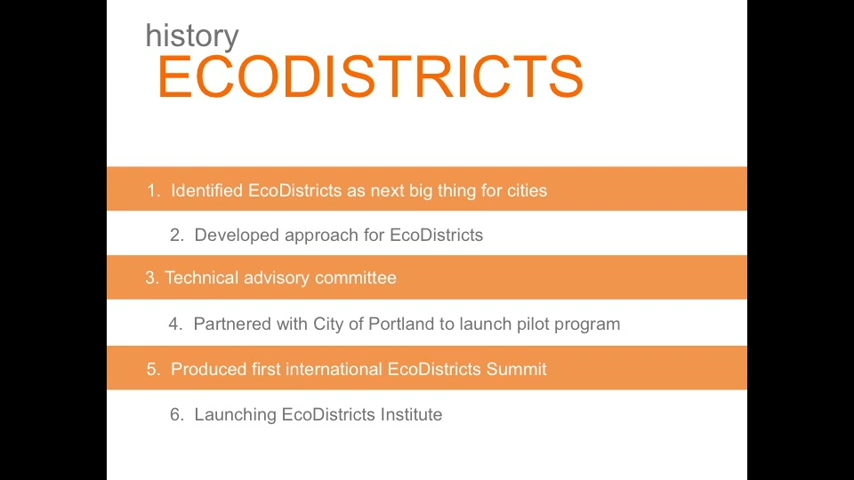 history
ECODISTRICTS
1. Identified EcoDistricts as next big thing for cities
2. Developed approach for EcoDistricts
3. Technical advisory committee
4. Partnered with City of Portland to launch pilot program
5. Produced first international EcoDistricts Summit
6. Launching EcoDistricts Institute